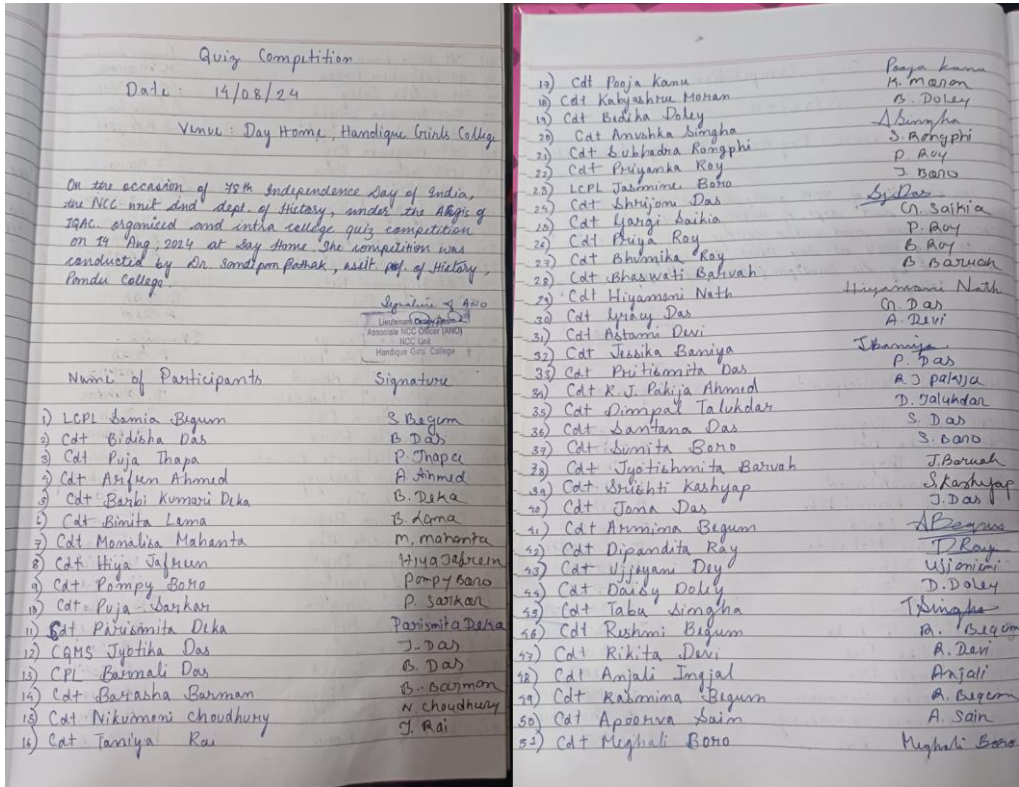 Quiz Competition
Date: 14/08/24
Venue: Day Home, Handique Girls College
On the occasion of 78th Independence Day of India,
the NCC unit and dept. of History, under the Aegis of
IQAC organised and intra college quiz competition
on 14 Aug, 2024 at Day Home. The competition was
conducted by Dr. Sandipan Pathak, assit prof. of History,
Pandu College.
Signature of ANO
Lieutenant
Associate NCC Officer (ANO)
NCC Unit
Handique Girls' College
Name of Participants Signature
1) LCPL Samia Begum S Begum
2) Cdt Bidisha Das B. Das
3) Cdt Puja Thapa P. Thapa
4) Cdt Arifun Ahmed A. Ahmed
5) Cdt Barbi Kumari Deka B. Deka
6) Cdt Binita Lama B. Lama
7) Cdt Monalisa Mahanta M. mahanta
8) Cdt Hiya Jafreen Hiya Jafreen
9) Cdt Pompy Boro Pompy Boro
10) Cdt Puja Sarkar P. Sarkar
11) Cdt Parismita Deka Parismita Deka
12) CQMS Jyotika Das J. Das
13) CPL Barmali Das B. Das
14) Cdt Barasha Barman B. Barman
15) Cdt Nikumoni Choudhury N. Choudhury
16) Cdt Taniya Rai T. Rai
17) Cdt Pooja Kanu Pooja Kanu
18) Cdt Kabyashree Moran K. Moran
19) Cdt Bidika Doley B. Doley
20) Cdt Anushka Singha A Singha
21) Cdt Subhadra Rongphi S. Rongphi
22) Cdt Priyanka Roy P. Roy
23) LCPL Jasmine Boro J. Boro
24) Cdt Shrijoni Das Sj. Das
25) Cdt Gargi Saikia G. Saikia
26) Cdt Priya Roy P. Roy
27) Cdt Bhumika Roy B. Roy
28) Cdt Bhaswati Baruah B Baruah
29) Cdt Hiyamoni Nath Hiyamoni Nath
30) Cdt Gracy Das G. Das
31) Cdt Astami Devi A. Devi
32) Cdt Jessika Baniya J Baniya
33) Cdt Pritismita Das P. Das
34) Cdt R. J. Pakija Ahmed R. J Pakija
35) Cdt Dimpal Talukdar D. Talukdar
36) Cdt Santana Das S. Das
37) Cdt Sumita Boro S. Boro
38) Cdt Jyotishmita Baruah J. Baruah
39) Cdt Srishti Kashyap S. Kashyap
40) Cdt Jona Das J. Das
41) Cdt Armina Begum A Begum
42) Cdt Dipandita Ray D Ray
43) Cdt Ujjayani Dey
44) Cdt Daisy Doley D. Doley
45) Cdt Tabu Singha T Singha
46) Cdt Reshmi Begum R. Begum
47) Cdt Rikita Devi R. Devi
48) Cdt Anjali Ingjal Anjali
49) Cdt Rasmina Begum R. Begum
50) Cdt Apoorva Sain A. Sain
51) Cdt Meghali Boro Meghali Boro